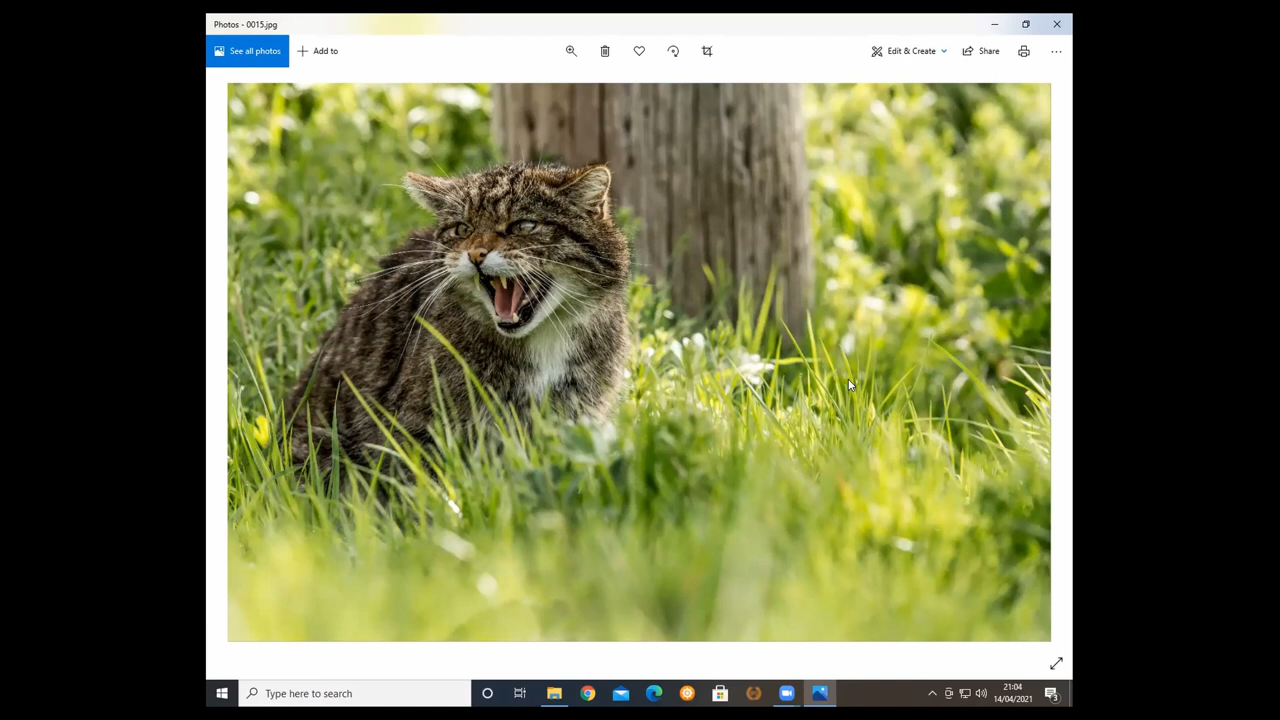 Photos - 0015.jpg
See all photos
Add to
Edit & Create
Share
Type here to search
21:04
14/04/2021
3